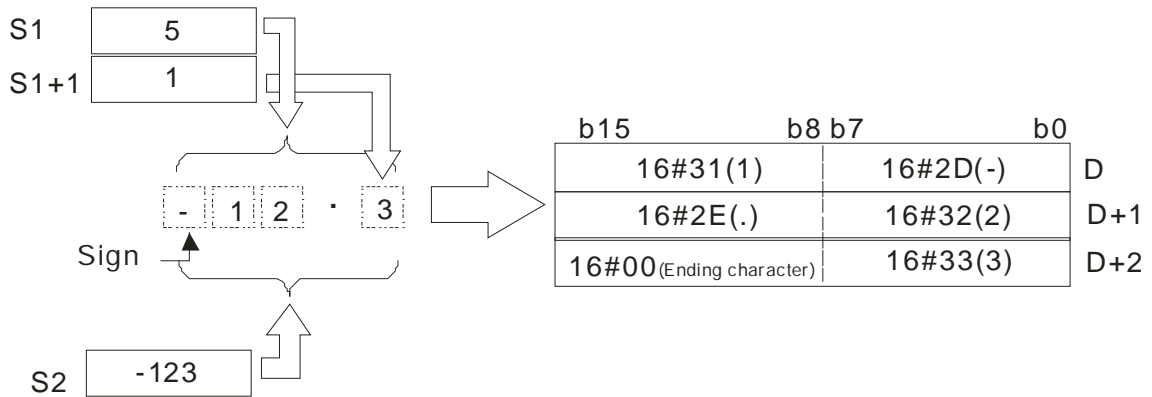 S1 5
S1+1 1
- 1 2 . 3
Sign
S2 -123
b15 b8 b7 b0
16#31(1) 16#2D(-) D
16#2E(.) 16#32(2) D+1
16#00(Ending character) 16#33(3) D+2